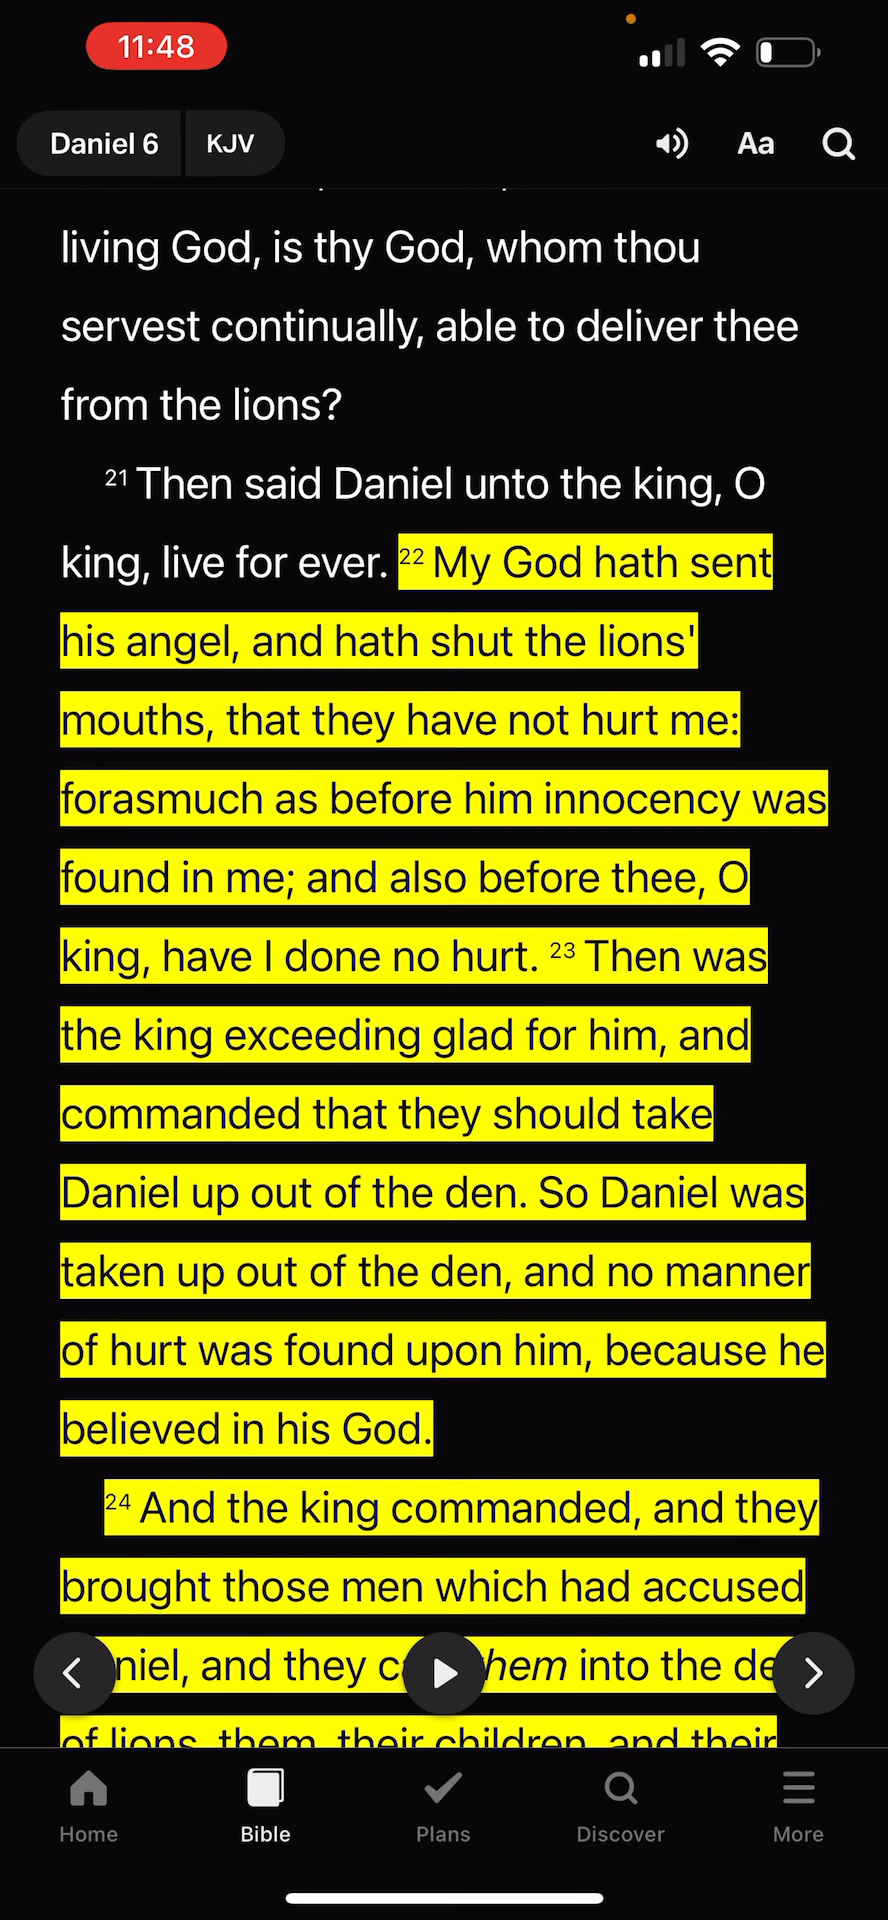 11:48
Daniel 6 KJV Aa
living God, is thy God, whom thou
servest continually, able to deliver thee
from the lions?
21 Then said Daniel unto the king, O
king, live for ever. 22 My God hath sent
his angel, and hath shut the lions'
mouths, that they have not hurt me:
forasmuch as before him innocency was
found in me; and also before thee, O
king, have I done no hurt. 23 Then was
the king exceeding glad for him, and
commanded that they should take
Daniel up out of the den. So Daniel was
taken up out of the den, and no manner
of hurt was found upon him, because he
believed in his God.
24 And the king commanded, and they
brought those men which had accused
niel, and they c hem into the de
of lions, them, their children, and their
Home Bible Plans Discover More